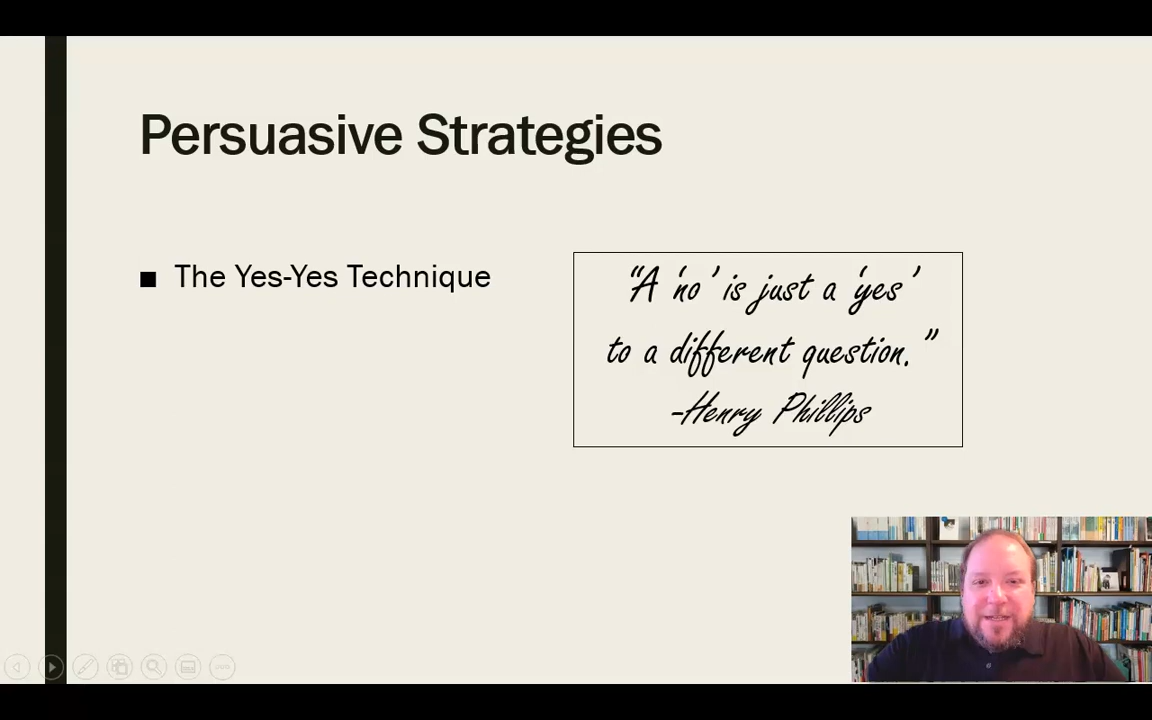 Persuasive Strategies
■ The Yes-Yes Technique
“A ‘no’ is just a ‘yes’
to a different question.”
-Henry Phillips